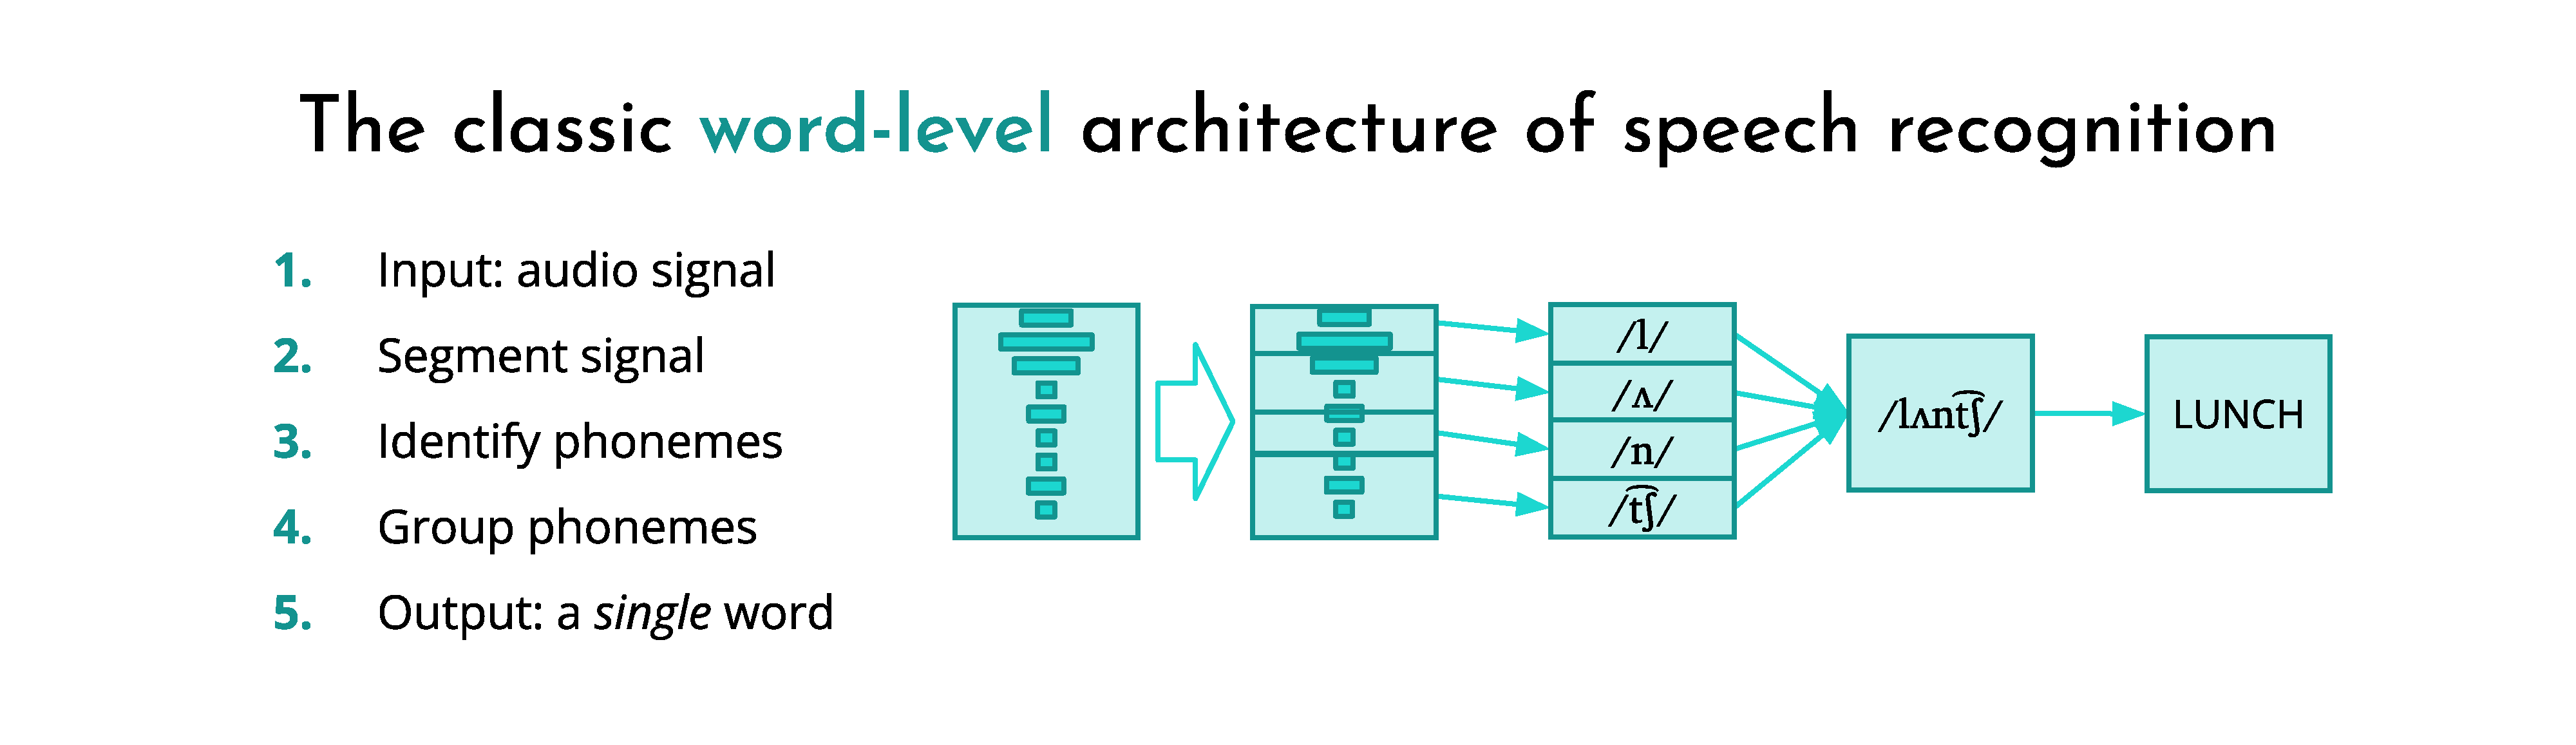 The classic word-level architecture of speech recognition
1. Input: audio signal
2. Segment signal
3. Identify phonemes
4. Group phonemes
5. Output: a single word
/l/
/ʌ/
/n/
/t͡ʃ/
/lʌnt͡ʃ/
LUNCH